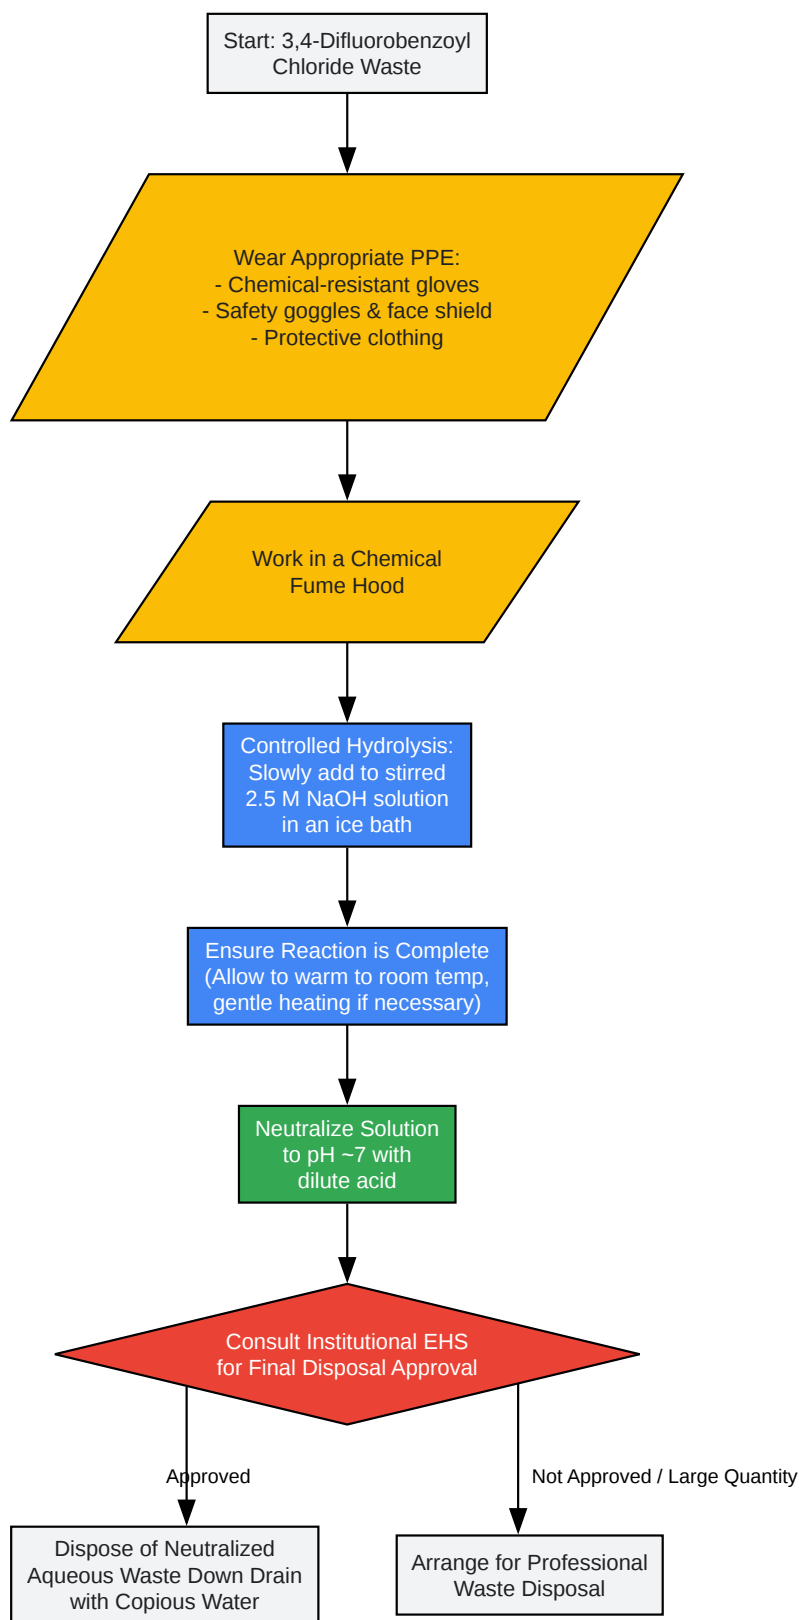 Start: 3,4-Difluorobenzoyl
Chloride Waste
Wear Appropriate PPE:
- Chemical-resistant gloves
- Safety goggles & face shield
- Protective clothing
Work in a Chemical
Fume Hood
Controlled Hydrolysis:
Slowly add to stirred
2.5 M NaOH solution
in an ice bath
Ensure Reaction is Complete
(Allow to warm to room temp,
gentle heating if necessary)
Neutralize Solution
to pH ~7 with
dilute acid
Consult Institutional EHS
for Final Disposal Approval
Approved
Not Approved / Large Quantity
Dispose of Neutralized
Aqueous Waste Down Drain
with Copious Water
Arrange for Professional
Waste Disposal